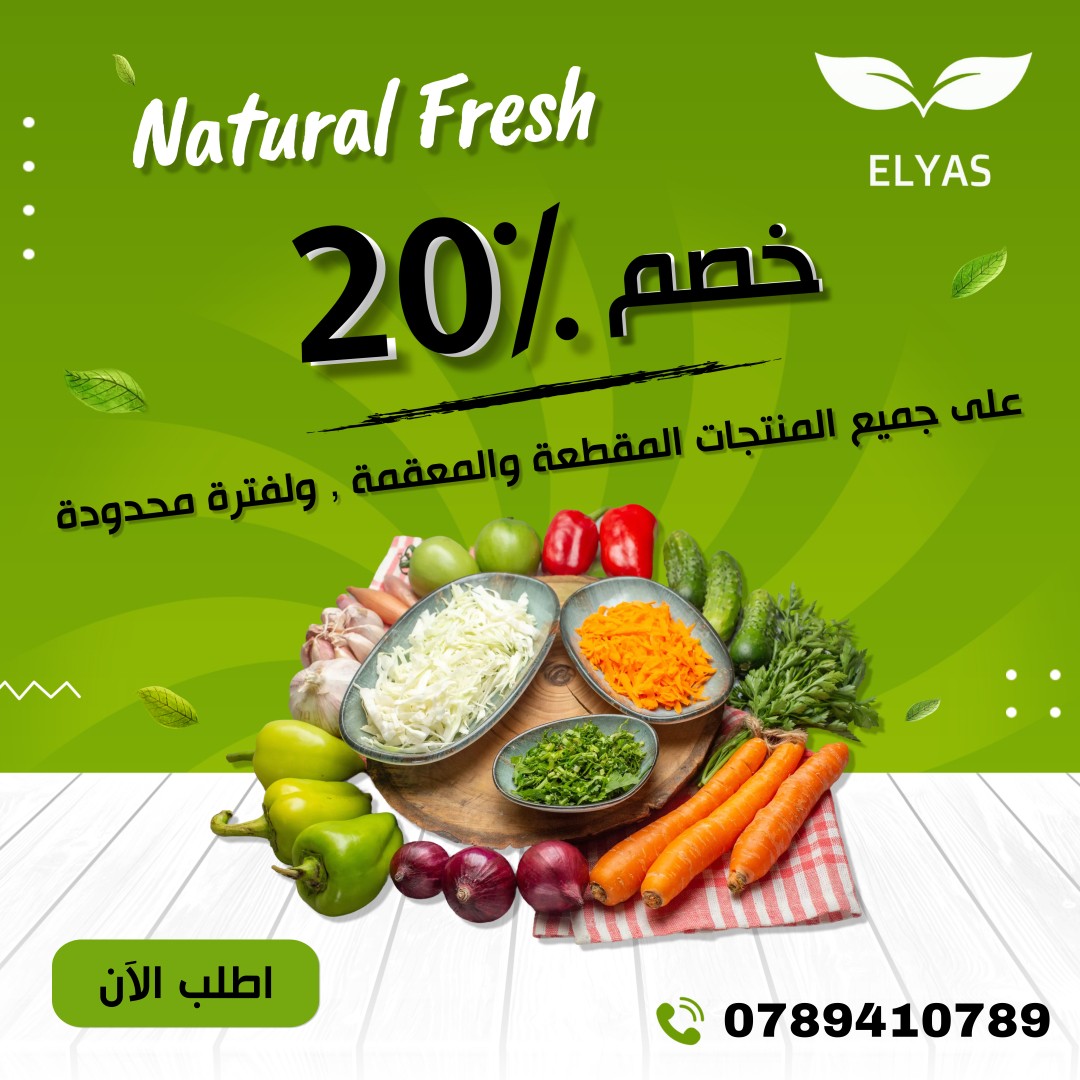 Natural Fresh
ELYAS
خصم 20٪
على جميع المنتجات المقطعة والمعقمة , ولفترة محدودة
اطلب الآن
0789410789